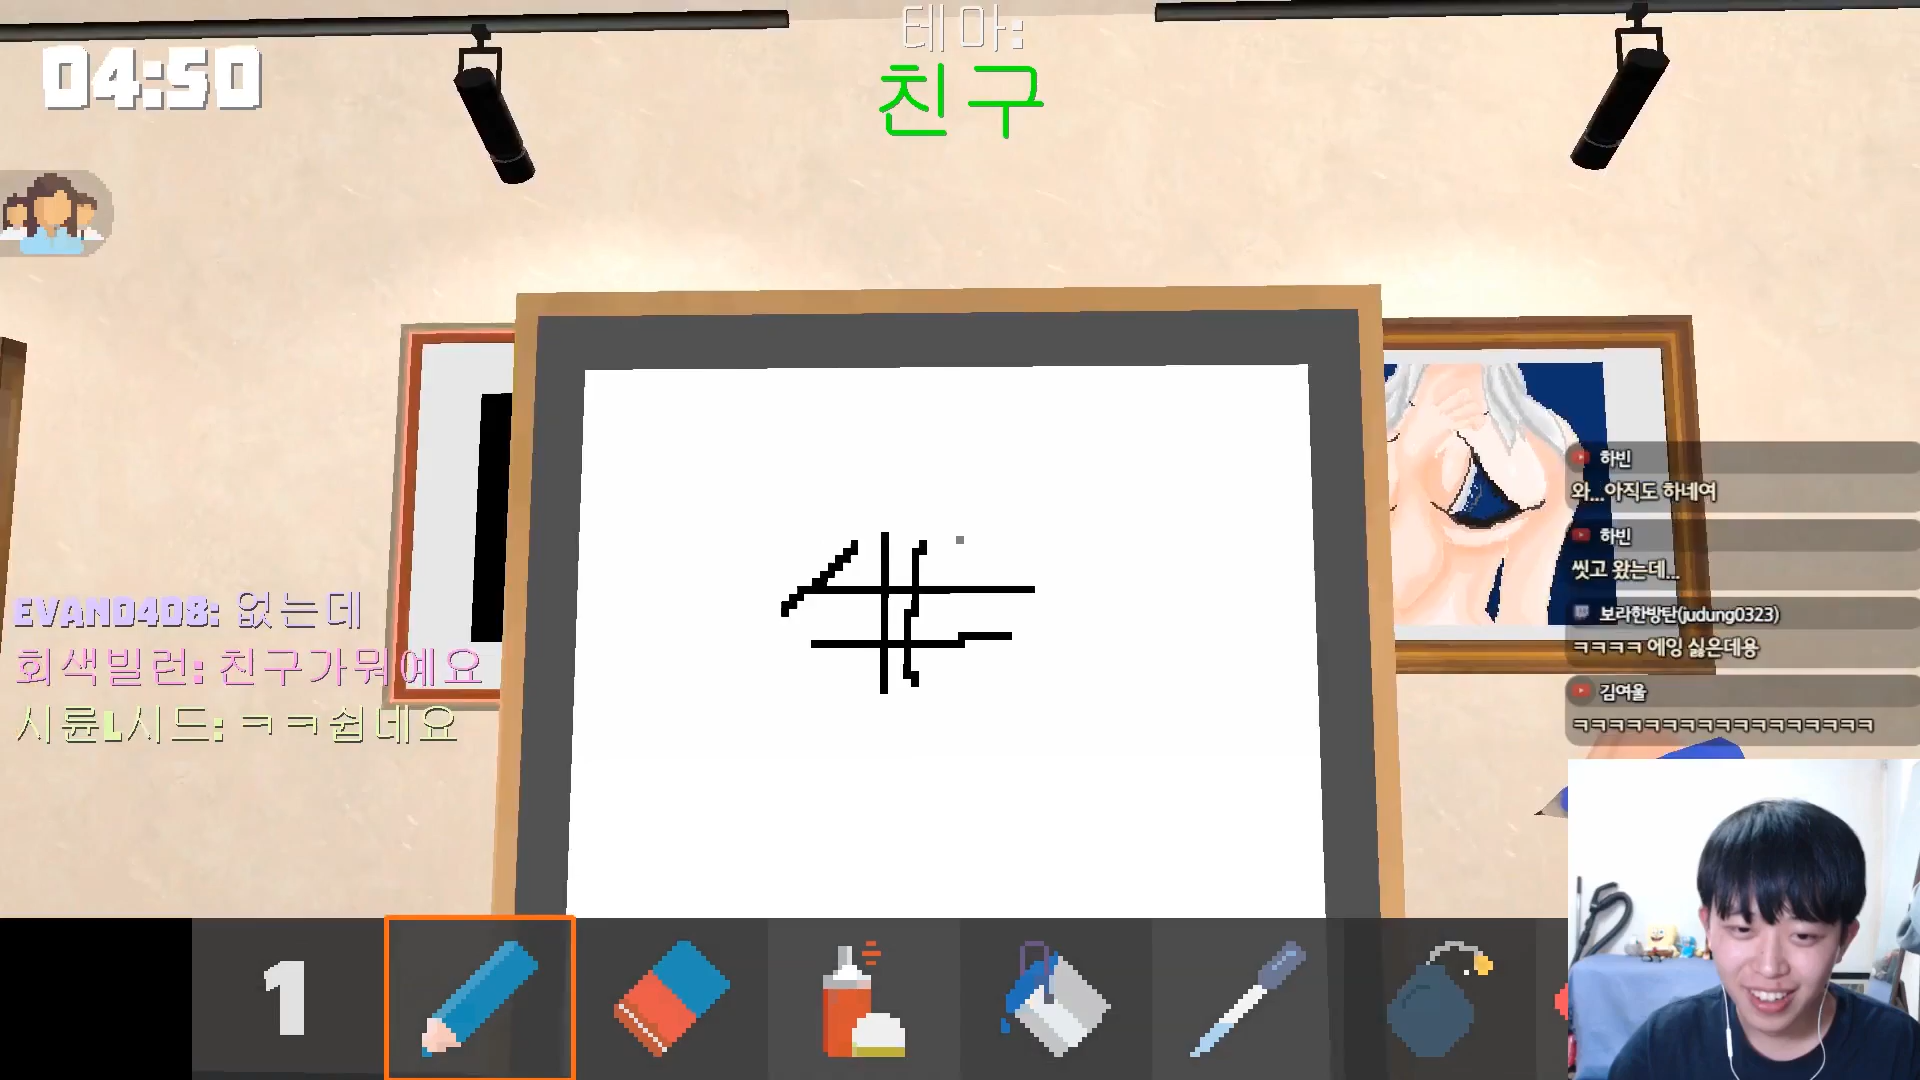 테마:
04:50
친구
EVAN0408: 없는데
회색빌런: 친구가뭐예요
시륜L시드: ㅋㅋ쉽네요
하빈
와...아직도 하네여
하빈
씻고 왔는데...
보라한방탄(judung0323)
ㅋㅋㅋㅋ 에잉 싫은데용
김여울
ㅋㅋㅋㅋㅋㅋㅋㅋㅋㅋㅋㅋㅋㅋㅋㅋㅋ
1